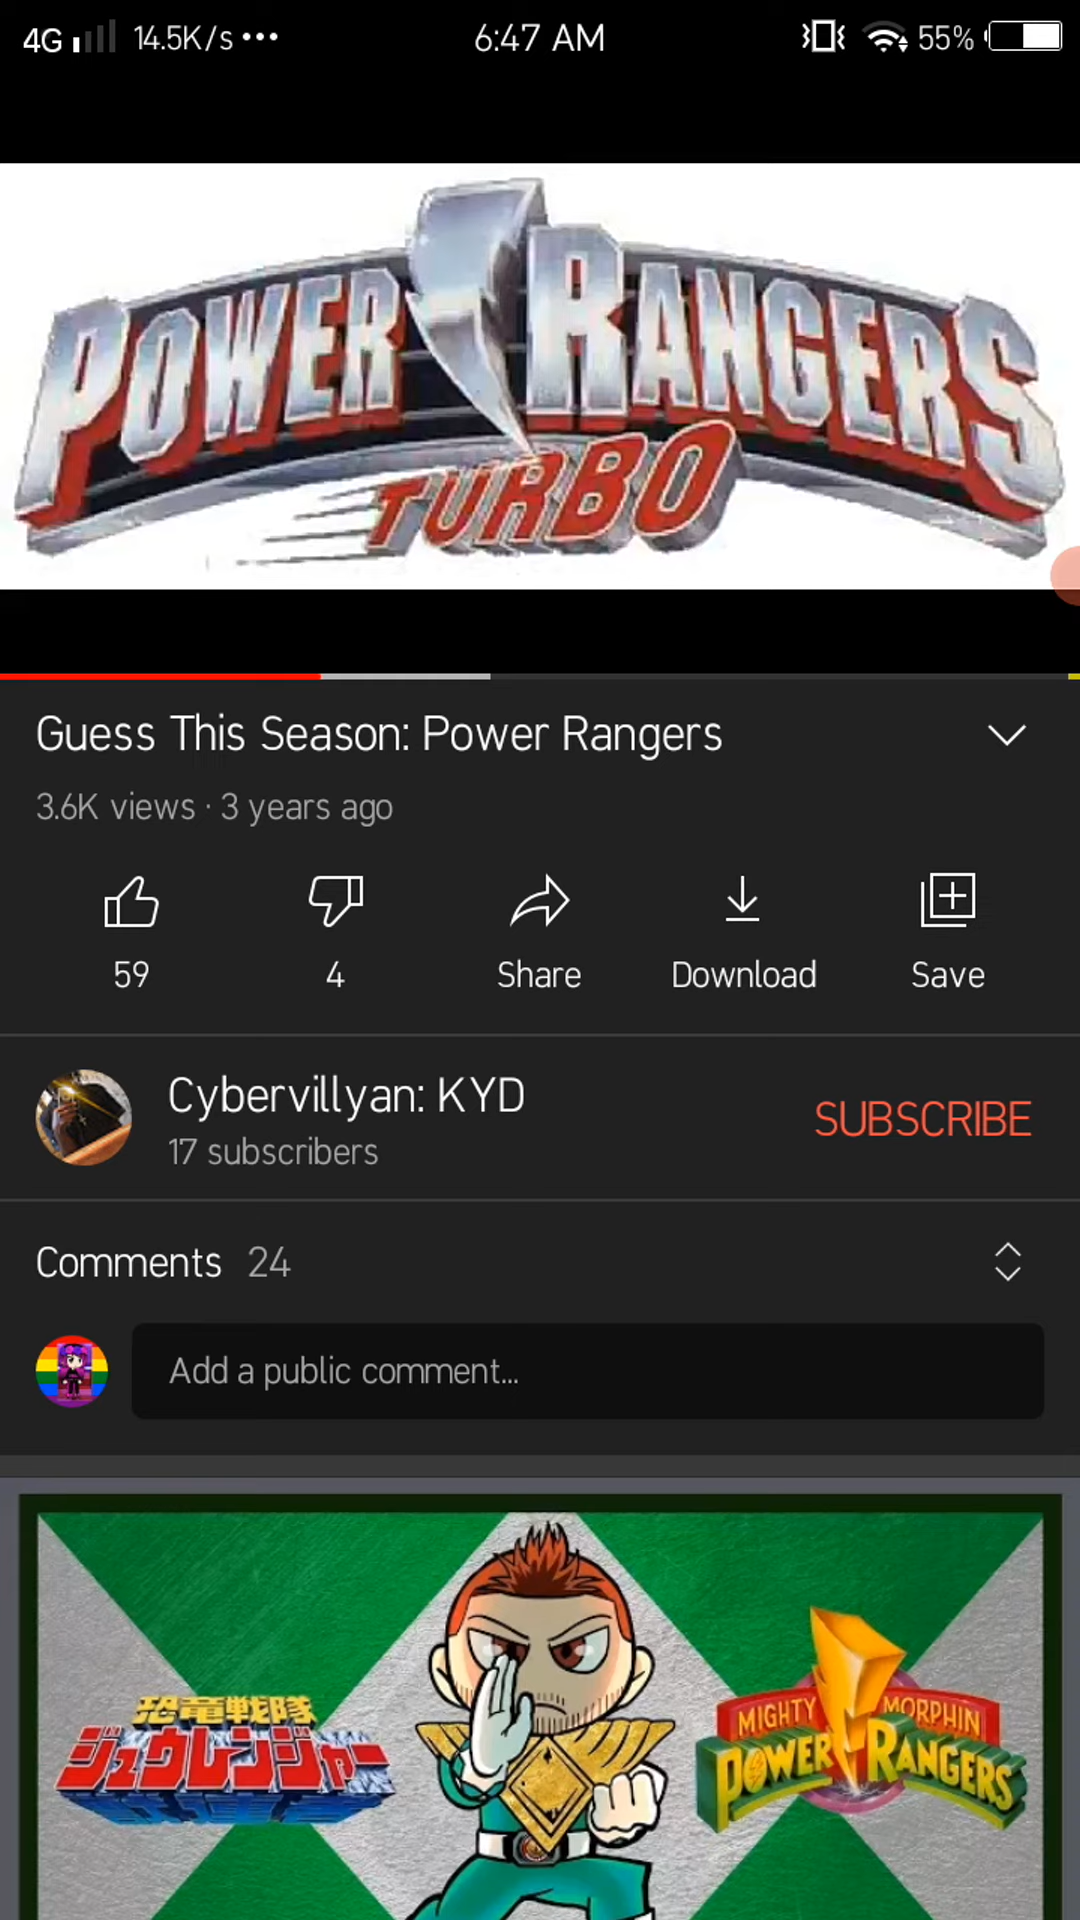 4G 14.5K/s ••• 6:47 AM 55%
POWER RANGERS
TURBO
Guess This Season: Power Rangers
3.6K views · 3 years ago
59 4 Share Download Save
Cybervillyan: KYD
17 subscribers
SUBSCRIBE
Comments 24
Add a public comment...
恐竜戦隊
ジュウレンジャー
MIGHTY MORPHIN
POWER RANGERS